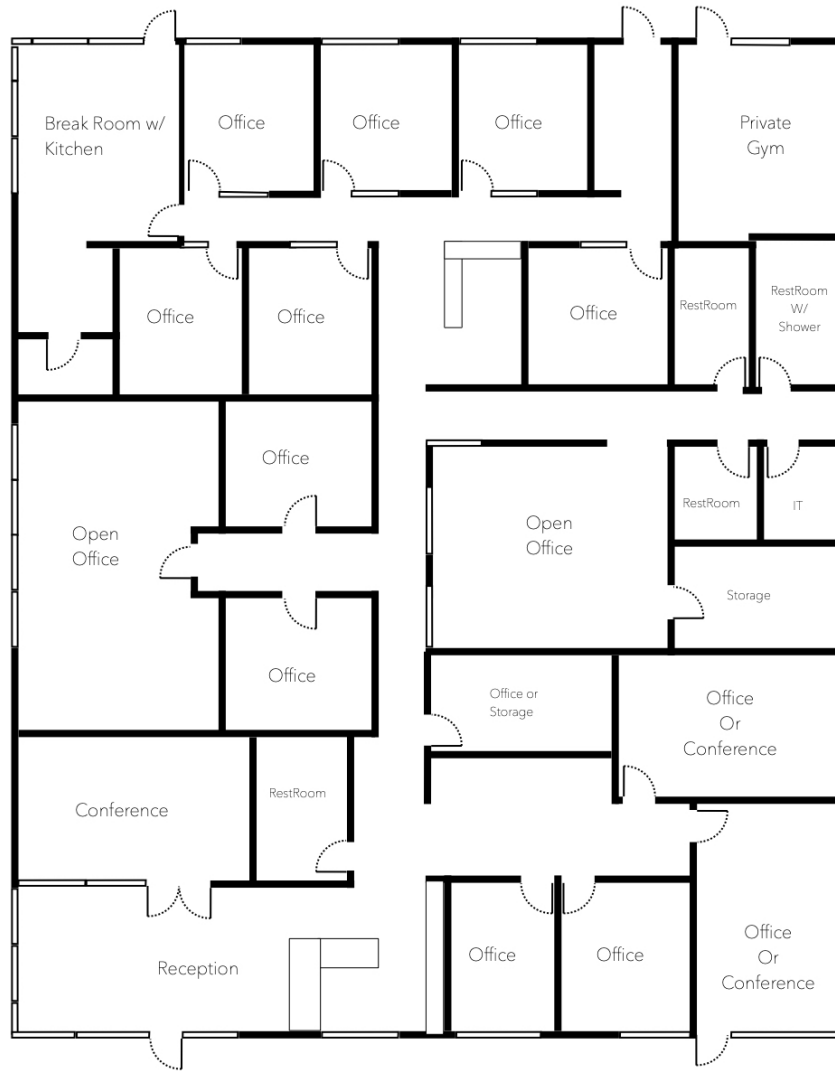 Break Room w/
Kitchen
Office
Office
Office
Private
Gym
Office
Office
Office
RestRoom
RestRoom
W/
Shower
Office
Open
Office
Open
Office
RestRoom
IT
Storage
Office
Office or
Storage
Office
Or
Conference
Conference
RestRoom
Reception
Office
Office
Office
Or
Conference